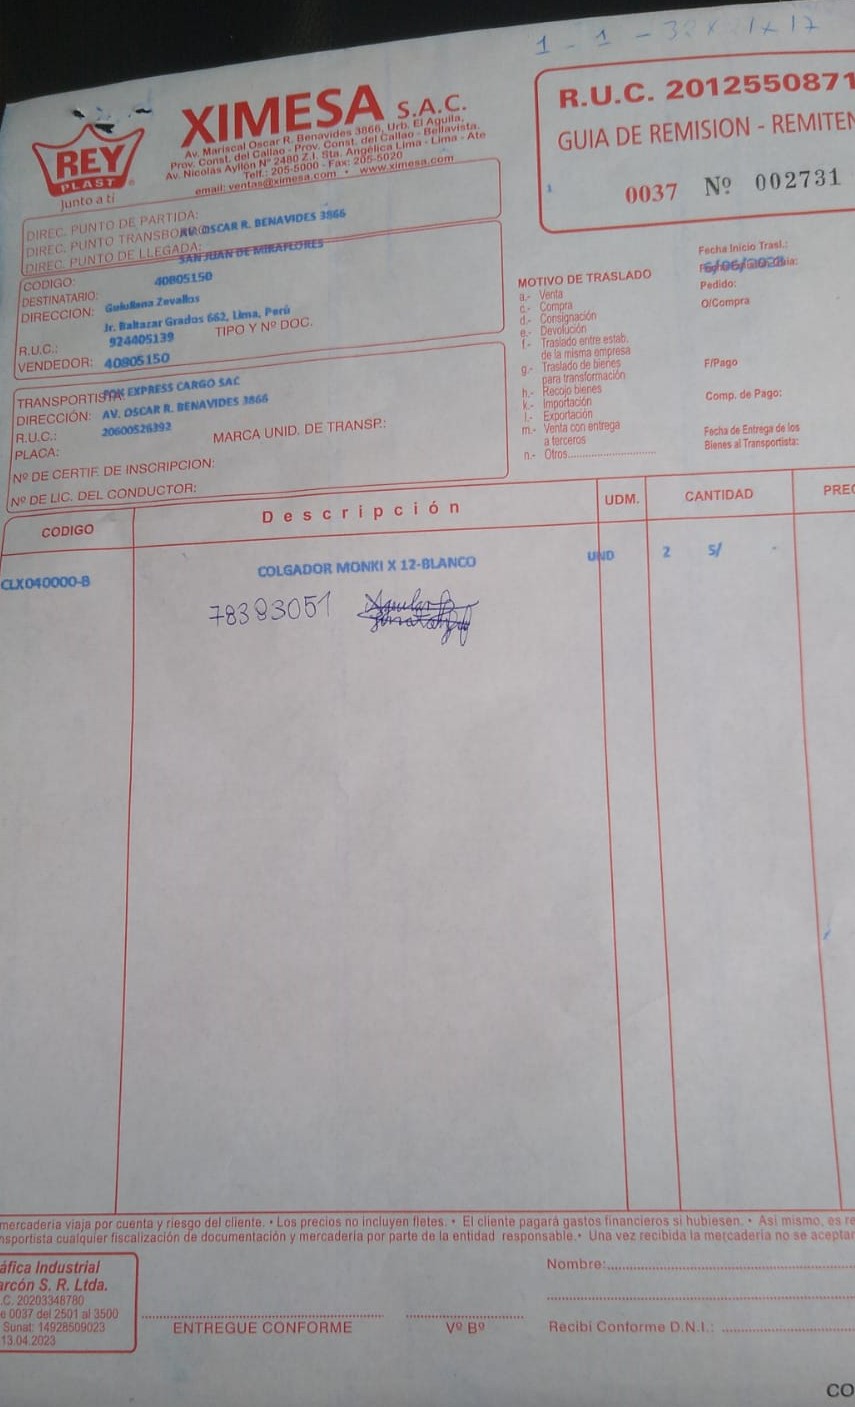 1 - 1 - 32 x 21 x 17
REY
PLAST
Junto a ti
XIMESA S.A.C.
Av. Mariscal Oscar R. Benavides 3866, Urb. El Aguila,
Prov. Const. del Callao - Prov. Const. del Callao - Bellavista.
Av. Nicolas Ayllón Nº 2480 Z.I. Sta. Angélica Lima - Lima - Ate
Telf.: 205-5000 - Fax: 205-5020
email: ventas@ximesa.com • www.ximesa.com
R.U.C. 2012550871
GUIA DE REMISION - REMITEN
1
0037 Nº 002731
DIREC. PUNTO DE PARTIDA:
DIREC. PUNTO TRANSBORDO: AV. OSCAR R. BENAVIDES 3866
DIREC. PUNTO DE LLEGADA: SAN JUAN DE MIRAFLORES
CODIGO: 40805150
DESTINATARIO: Guiuliana Zevallos
DIRECCION: Jr. Baltazar Grados 662, Lima, Perú
R.U.C.: 924405139 TIPO Y Nº DOC.
VENDEDOR: 40805150
MOTIVO DE TRASLADO
a.- Venta
c.- Compra
d.- Consignación
e.- Devolución
f.- Traslado entre estab.
de la misma empresa
g.- Traslado de bienes
para transformación
h.- Recojo bienes
k.- Importación
l.- Exportación
m.- Venta con entrega
a terceros
n.- Otros
Fecha Inicio Trasl.:
Pedido:
O/Compra
F/Pago
Comp. de Pago:
Fecha de Entrega de los
Bienes al Transportista:
TRANSPORTISTA: EXPRESS CARGO SAC
DIRECCIÓN: AV. OSCAR R. BENAVIDES 3866
R.U.C.: 20600526392
PLACA: MARCA UNID. DE TRANSP.:
Nº DE CERTIF. DE INSCRIPCION:
Nº DE LIC. DEL CONDUCTOR:
CODIGO Descripción UDM. CANTIDAD PREC
CLX040000-B COLGADOR MONKI X 12-BLANCO UND 2 S/ -
78393051
mercadería viaja por cuenta y riesgo del cliente. • Los precios no incluyen fletes. • El cliente pagará gastos financieros si hubiesen. • Asi mismo, es re
nsportista cualquier fiscalización de documentación y mercadería por parte de la entidad responsable. • Una vez recibida la mercadería no se aceptar
áfica Industrial
arcón S. R. Ltda.
.C. 20203348780
e 0037 del 2501 al 3500
Sunat: 14928509023
13.04.2023
ENTREGUE CONFORME
Vº Bº
Nombre:
Recibí Conforme D.N.I.:
CO